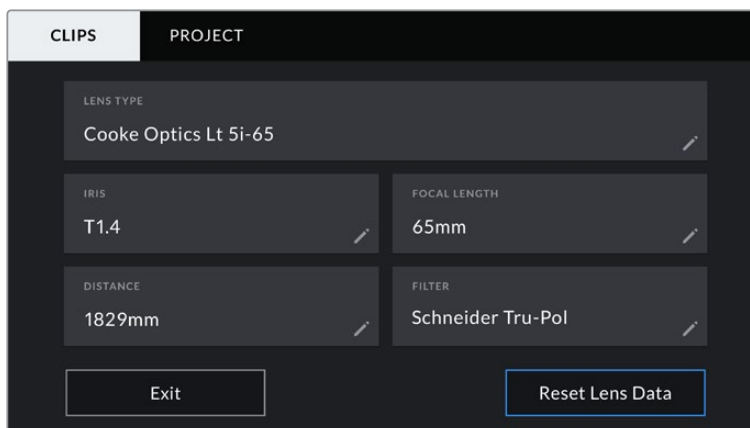 CLIPS PROJECT
LENS TYPE
Cooke Optics Lt 5i-65
IRIS
T1.4
FOCAL LENGTH
65mm
DISTANCE
1829mm
FILTER
Schneider Tru-Pol
Exit
Reset Lens Data